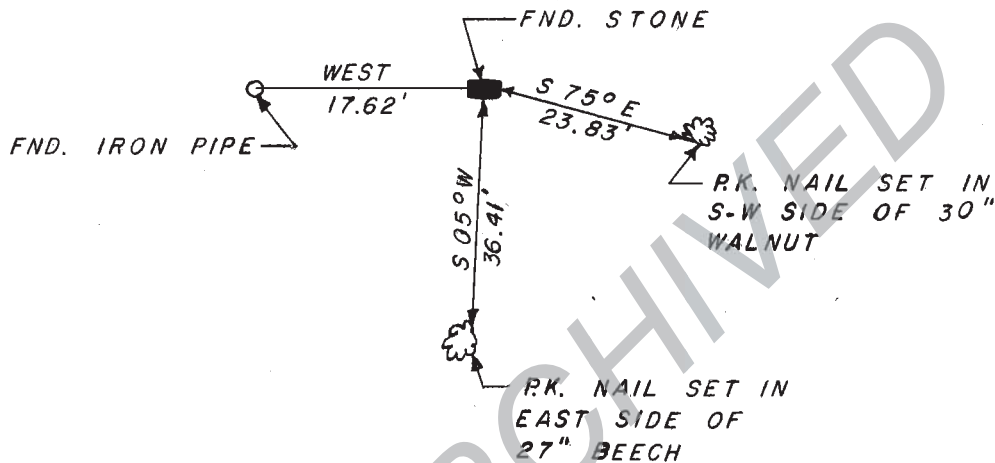 FND. STONE
WEST
17.62'
S 75° E
23.83'
FND. IRON PIPE
P.K. NAIL SET IN
S-W SIDE OF 30"
WALNUT
S 05° W
36.41'
P.K. NAIL SET IN
EAST SIDE OF
27" BEECH
ARCHIVED